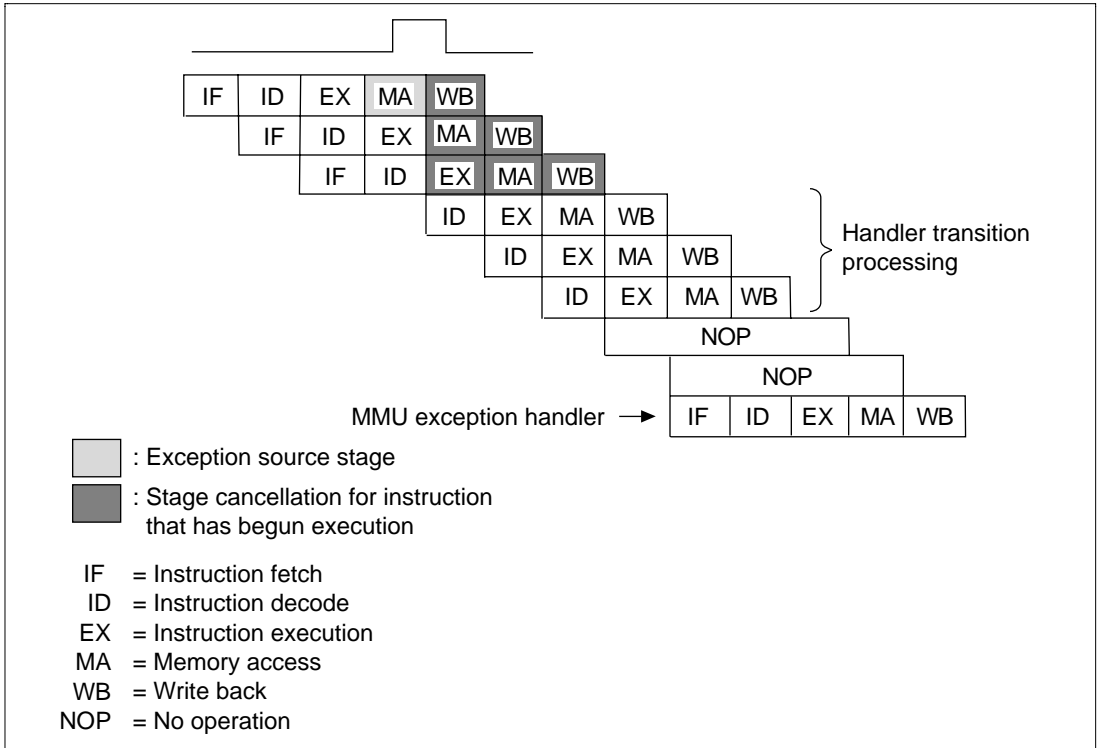 IF ID EX MA WB
IF ID EX MA WB
IF ID EX MA WB
ID EX MA WB
ID EX MA WB
ID EX MA WB
Handler transition
processing
NOP
NOP
MMU exception handler
IF ID EX MA WB
: Exception source stage
: Stage cancellation for instruction
that has begun execution
IF = Instruction fetch
ID = Instruction decode
EX = Instruction execution
MA = Memory access
WB = Write back
NOP = No operation